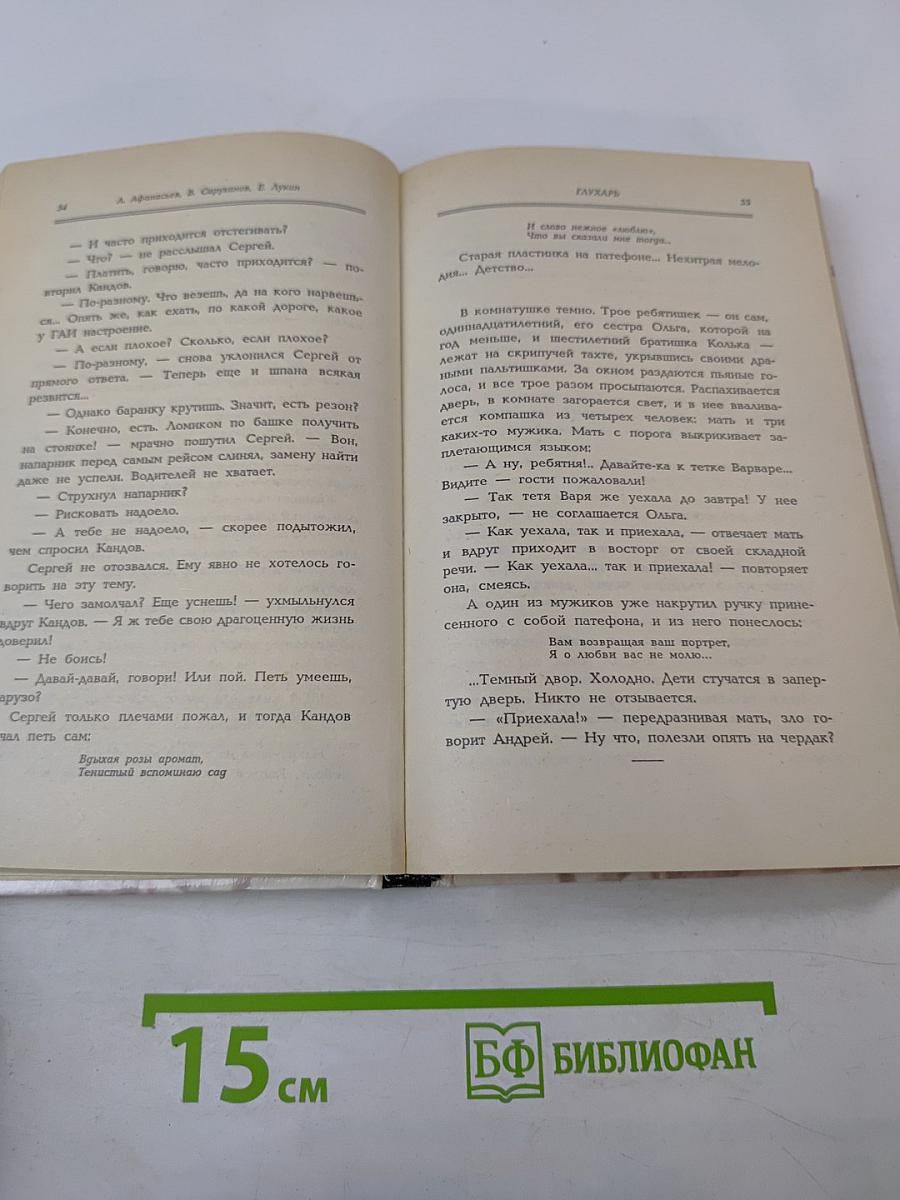 54
А. Афанасьев, В. Саруханов, Е. Лукин
— И часто приходится отстегивать?
— Что? — не расслышал Сергей.
— Платить, говорю, часто приходится? — по-
вторил Кандов.
— По-разному. Что везешь, да на кого нарвешь-
ся... Опять же, как ехать, по какой дороге, какое
у ГАИ настроение.
— А если плохое? Сколько, если плохое?
— По-разному, — снова уклонился Сергей от
прямого ответа. — Теперь еще и шпана всякая
резвится...
— Однако баранку крутишь. Значит, есть резон?
— Конечно, есть. Ломиком по башке получить
на стоянке! — мрачно пошутил Сергей. — Вон,
напарник перед самым рейсом слинял, замену найти
даже не успели. Водителей не хватает.
— Струхнул напарник?
— Рисковать надоело.
— А тебе не надоело, — скорее подытожил,
чем спросил Кандов.
Сергей не отозвался. Ему явно не хотелось го-
ворить на эту тему.
— Чего замолчал? Еще уснешь! — ухмыльнулся
вдруг Кандов. — Я ж тебе свою драгоценную жизнь
доверил!
— Не боись!
— Давай-давай, говори! Или пой. Петь умеешь,
арузо?
Сергей только плечами пожал, и тогда Кандов
чал петь сам:
Вдыхая розы аромат,
Тенистый вспоминаю сад
ГЛУХАРЬ
55
И слово нежное «люблю»,
Что вы сказали мне тогда...
Старая пластинка на патефоне... Нехитрая мело-
дия... Детство...
В комнатушке темно. Трое ребятишек — он сам,
одиннадцатилетний, его сестра Ольга, которой на
год меньше, и шестилетний братишка Колька —
лежат на скрипучей тахте, укрывшись своими дра-
ными пальтишками. За окном раздаются пьяные го-
лоса, и все трое разом просыпаются. Распахивается
дверь, в комнате загорается свет, и в нее ввалива-
ется компашка из четырех человек: мать и три
каких-то мужика. Мать с порога выкрикивает за-
плетающимся языком:
— А ну, ребятня!.. Давайте-ка к тетке Варваре...
Видите — гости пожаловали!
— Так тетя Варя же уехала до завтра! У нее
закрыто, — не соглашается Ольга.
— Как уехала, так и приехала, — отвечает мать
и вдруг приходит в восторг от своей складной
речи. — Как уехала... так и приехала! — повторяет
она, смеясь.
А один из мужиков уже накрутил ручку прине-
сенного с собой патефона, и из него понеслось:
Вам возвращая ваш портрет,
Я о любви вас не молю...
...Темный двор. Холодно. Дети стучатся в запер-
тую дверь. Никто не отзывается.
— «Приехала!» — передразнивая мать, зло го-
ворит Андрей. — Ну что, полезли опять на чердак?
15 см
БФ БИБЛИОФАН